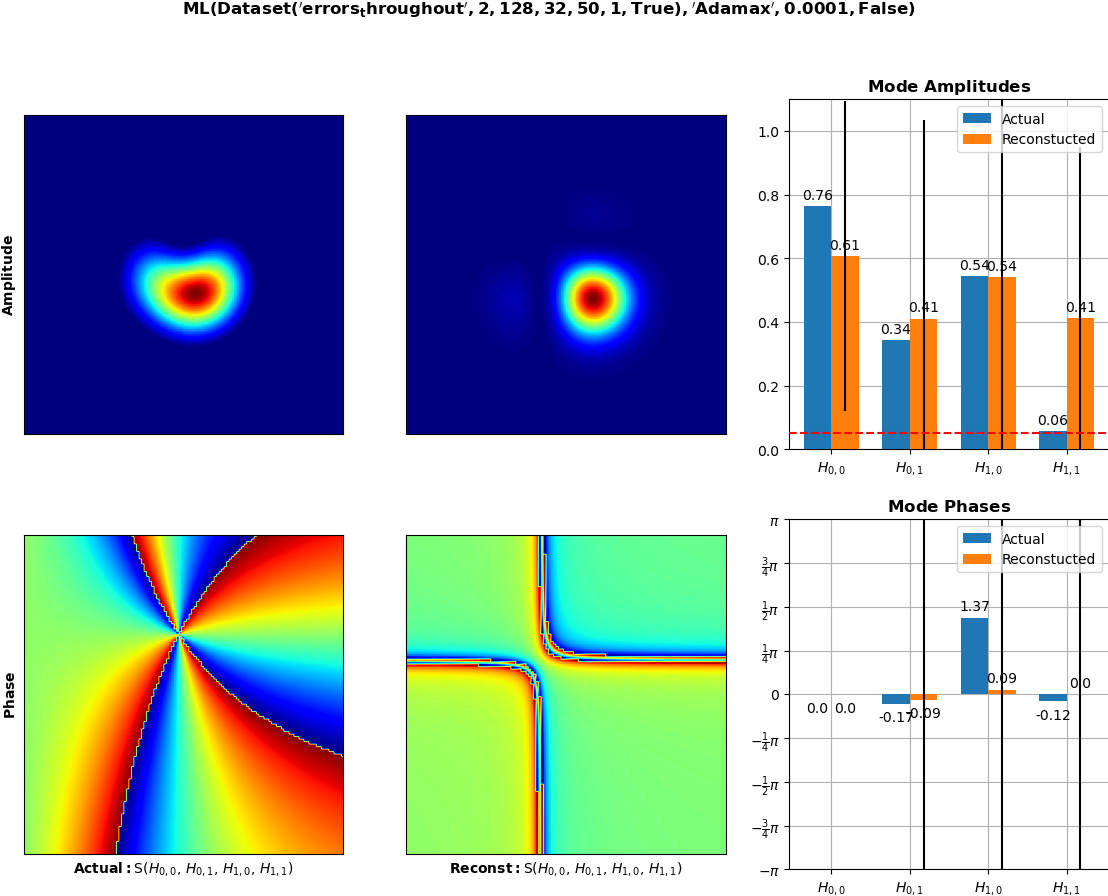 ML(Dataset('errors_throughout', 2, 128, 32, 50, 1, True), 'Adamax', 0.0001, False)
Amplitude
Mode Amplitudes
Actual
Reconstucted
1.0
0.8
0.6
0.4
0.2
0.0
0.76
0.61
0.34
0.41
0.54
0.54
0.06
0.41
H0,0
H0,1
H1,0
H1,1
Phase
Actual: S(H0,0, H0,1, H1,0, H1,1)
Reconst: S(H0,0, H0,1, H1,0, H1,1)
Mode Phases
Actual
Reconstucted
π
3/4π
1/2π
1/4π
0
−1/4π
−1/2π
−3/4π
−π
0.0
0.0
-0.17
-0.09
1.37
0.09
-0.12
0.0
H0,0
H0,1
H1,0
H1,1